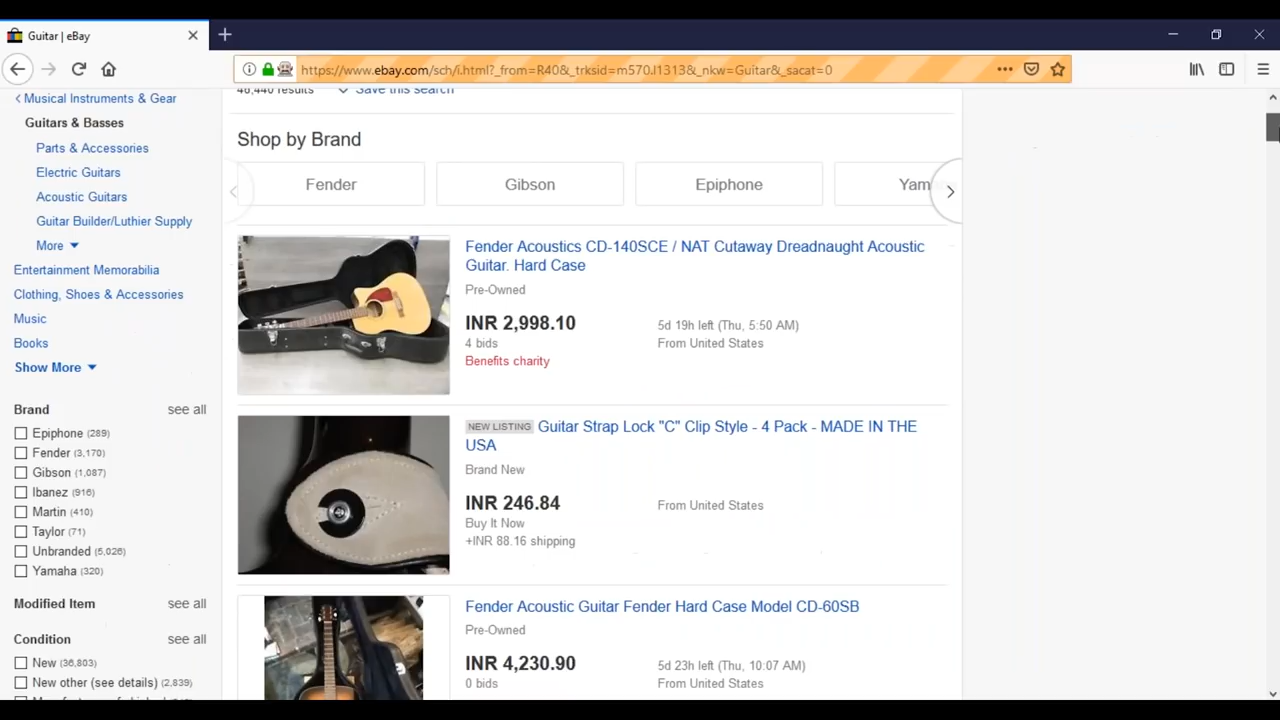 Guitar | eBay
https://www.ebay.com/sch/i.html?_from=R40&_trksid=m570.l1313&_nkw=Guitar&_sacat=0
Musical Instruments & Gear
Guitars & Basses
Parts & Accessories
Electric Guitars
Acoustic Guitars
Guitar Builder/Luthier Supply
More
Entertainment Memorabilia
Clothing, Shoes & Accessories
Music
Books
Show More
Brand see all
Epiphone (289)
Fender (3,170)
Gibson (1,087)
Ibanez (916)
Martin (410)
Taylor (71)
Unbranded (5,026)
Yamaha (320)
Modified Item see all
Condition see all
New (36,803)
New other (see details) (2,839)
46,440 results Save this search
Shop by Brand
Fender Gibson Epiphone Yam
Fender Acoustics CD-140SCE / NAT Cutaway Dreadnaught Acoustic
Guitar. Hard Case
Pre-Owned
INR 2,998.10 5d 19h left (Thu, 5:50 AM)
4 bids From United States
Benefits charity
NEW LISTING Guitar Strap Lock "C" Clip Style - 4 Pack - MADE IN THE
USA
Brand New
INR 246.84 From United States
Buy It Now
+INR 88.16 shipping
Fender Acoustic Guitar Fender Hard Case Model CD-60SB
Pre-Owned
INR 4,230.90 5d 23h left (Thu, 10:07 AM)
0 bids From United States